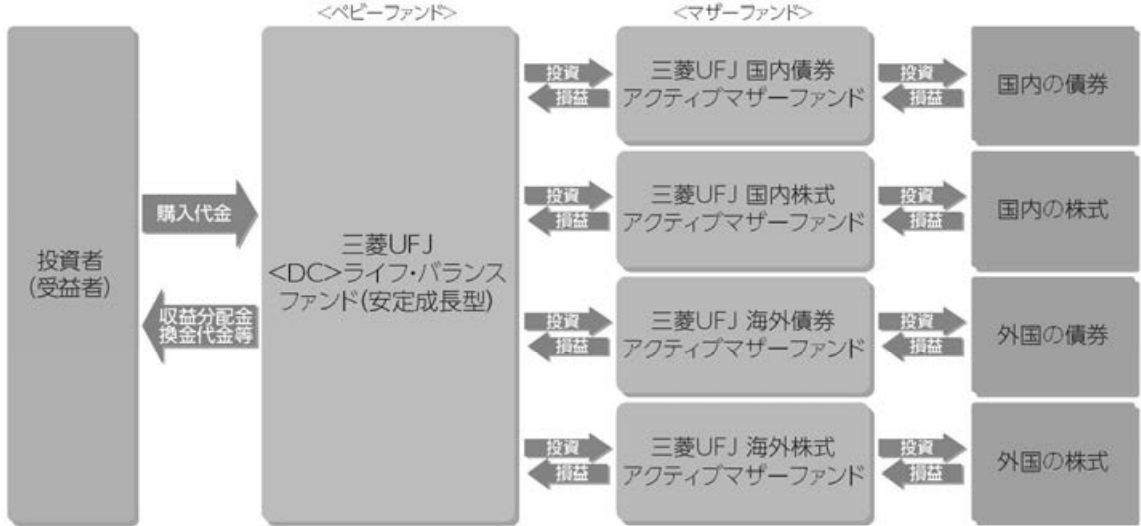 <ベビーファンド>
<マザーファンド>
投資者
(受益者)
購入代金
収益分配金
換金代金等
三菱UFJ
<DC>ライフ・バランス
ファンド(安定成長型)
投資
損益
三菱UFJ 国内債券
アクティブマザーファンド
投資
損益
国内の債券
投資
損益
三菱UFJ 国内株式
アクティブマザーファンド
投資
損益
国内の株式
投資
損益
三菱UFJ 海外債券
アクティブマザーファンド
投資
損益
外国の債券
投資
損益
三菱UFJ 海外株式
アクティブマザーファンド
投資
損益
外国の株式